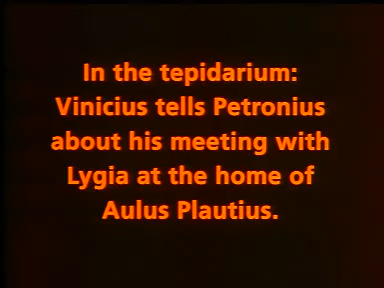 In the tepidarium:
Vinicius tells Petronius
about his meeting with
Lygia at the home of
Aulus Plautius.